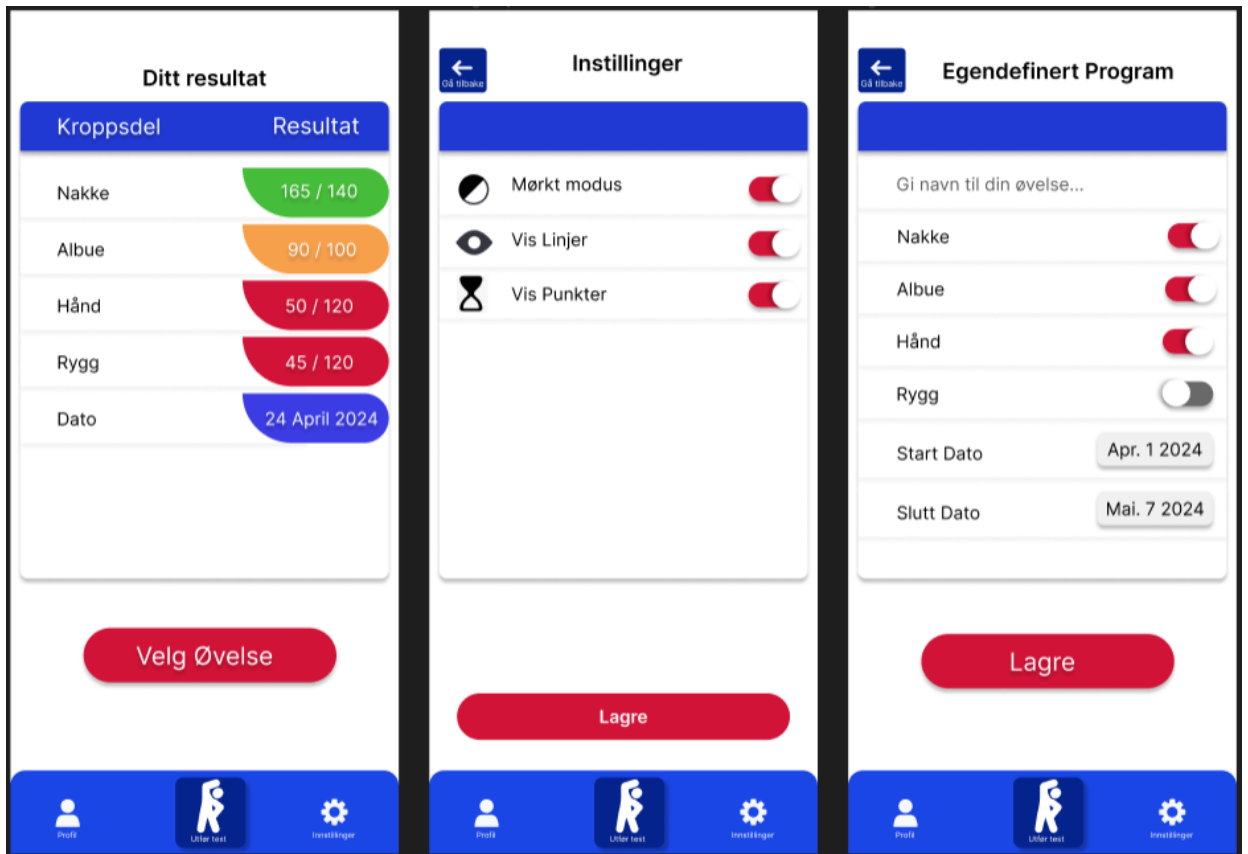 Ditt resultat
Kroppsdel Resultat
Nakke 165 / 140
Albue 90 / 100
Hånd 50 / 120
Rygg 45 / 120
Dato 24 April 2024
Velg Øvelse
Profil Utfør test Innstillinger
Gå tilbake
Instillinger
Mørkt modus
Vis Linjer
Vis Punkter
Lagre
Profil Utfør test Innstillinger
Gå tilbake
Egendefinert Program
Gi navn til din øvelse...
Nakke
Albue
Hånd
Rygg
Start Dato Apr. 1 2024
Slutt Dato Mai. 7 2024
Lagre
Profil Utfør test Innstillinger